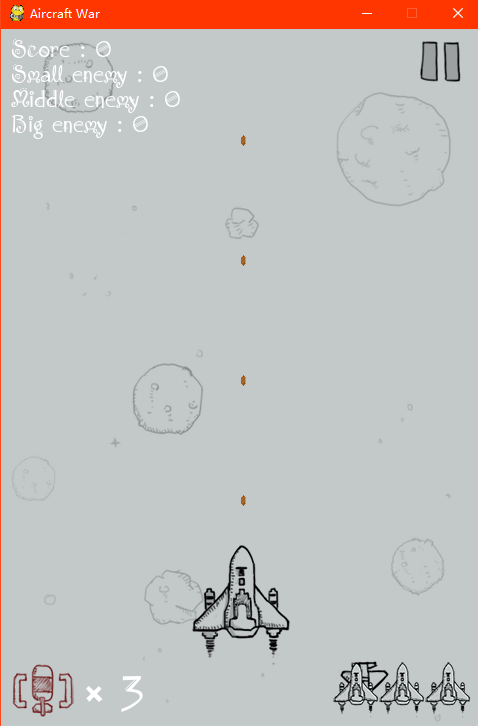 Aircraft War
Score : 0
Small enemy : 0
Middle enemy : 0
Big enemy : 0
× 3